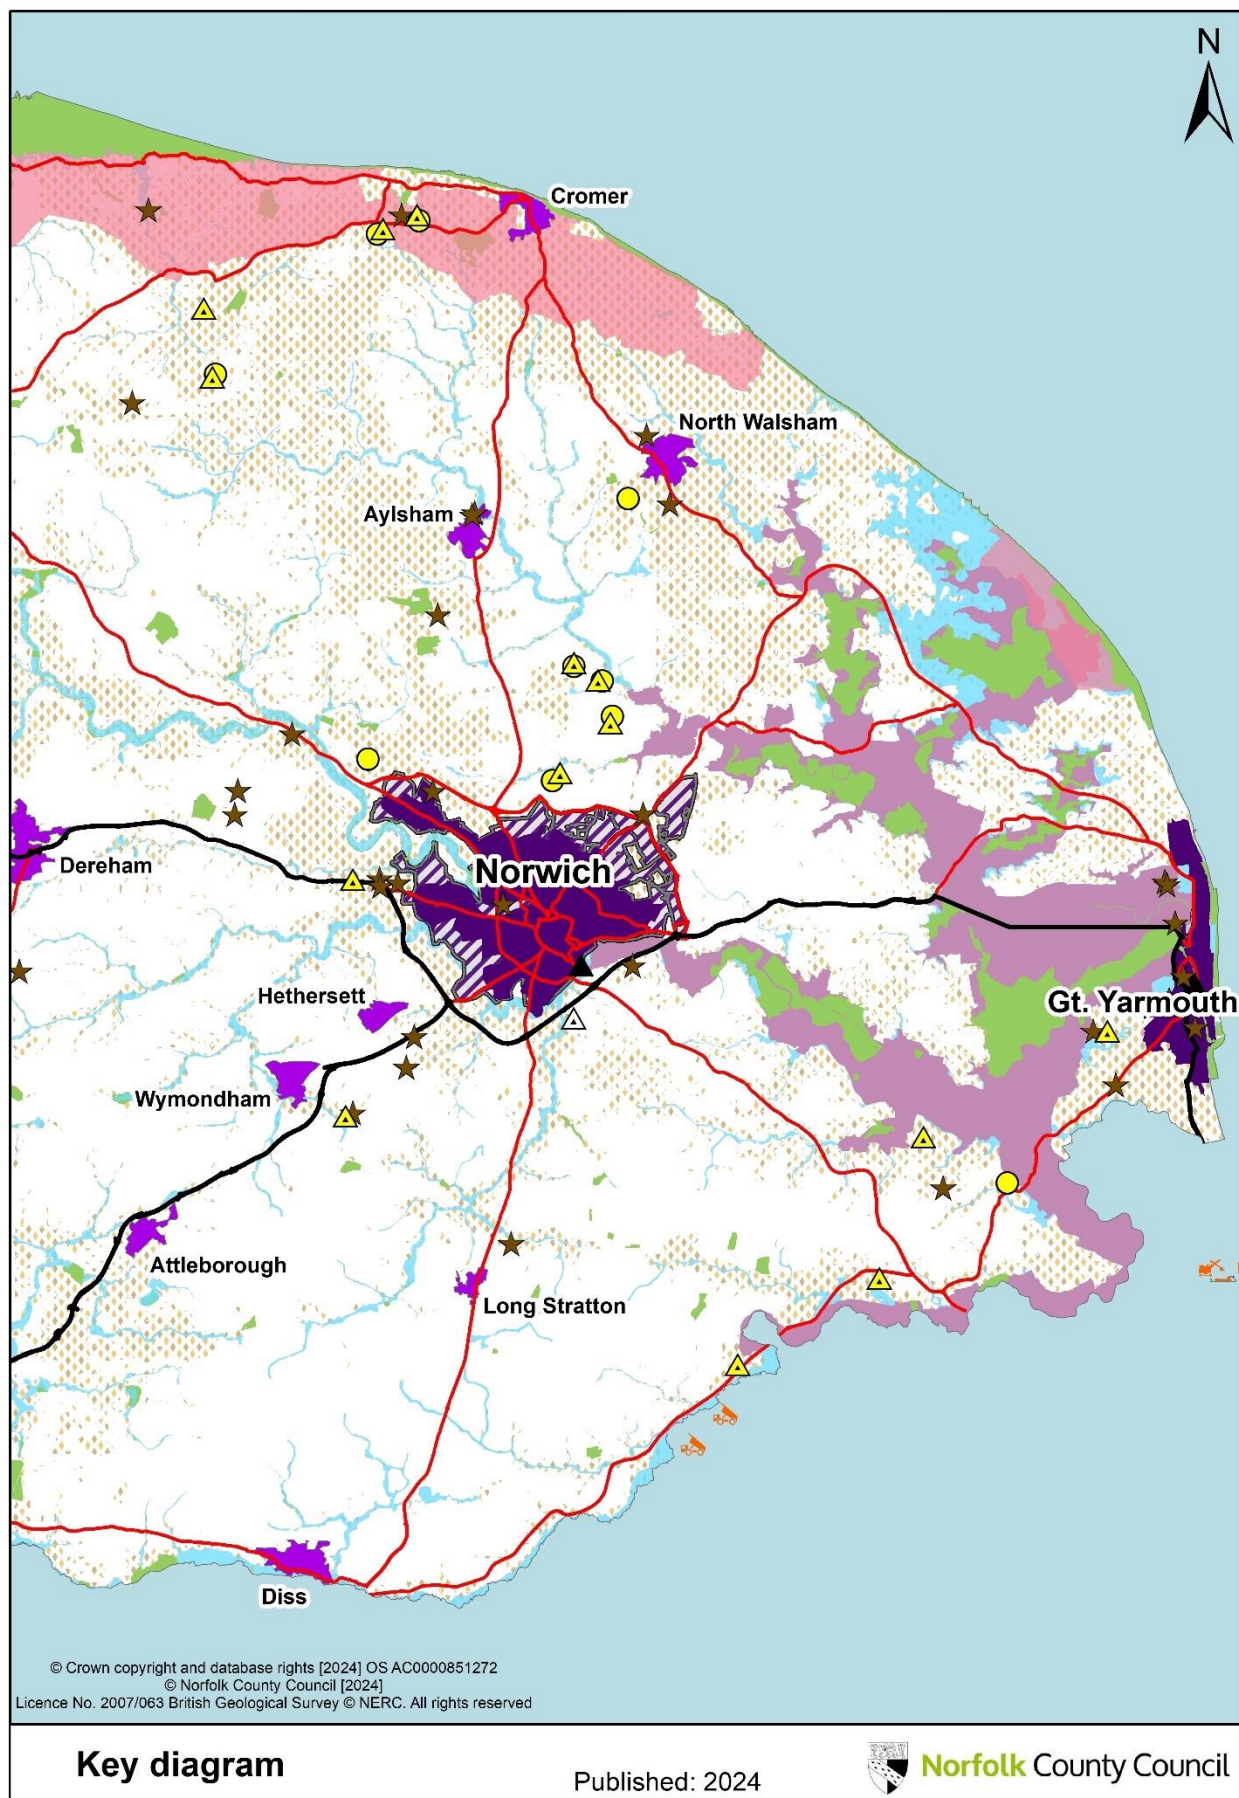 N
Cromer
North Walsham
Aylsham
Dereham
Norwich
Hethersett
Gt. Yarmouth
Wymondham
Attleborough
Long Stratton
Diss
© Crown copyright and database rights [2024] OS AC0000851272
© Norfolk County Council [2024]
Licence No. 2007/063 British Geological Survey © NERC. All rights reserved
Key diagram
Published: 2024
Norfolk County Council